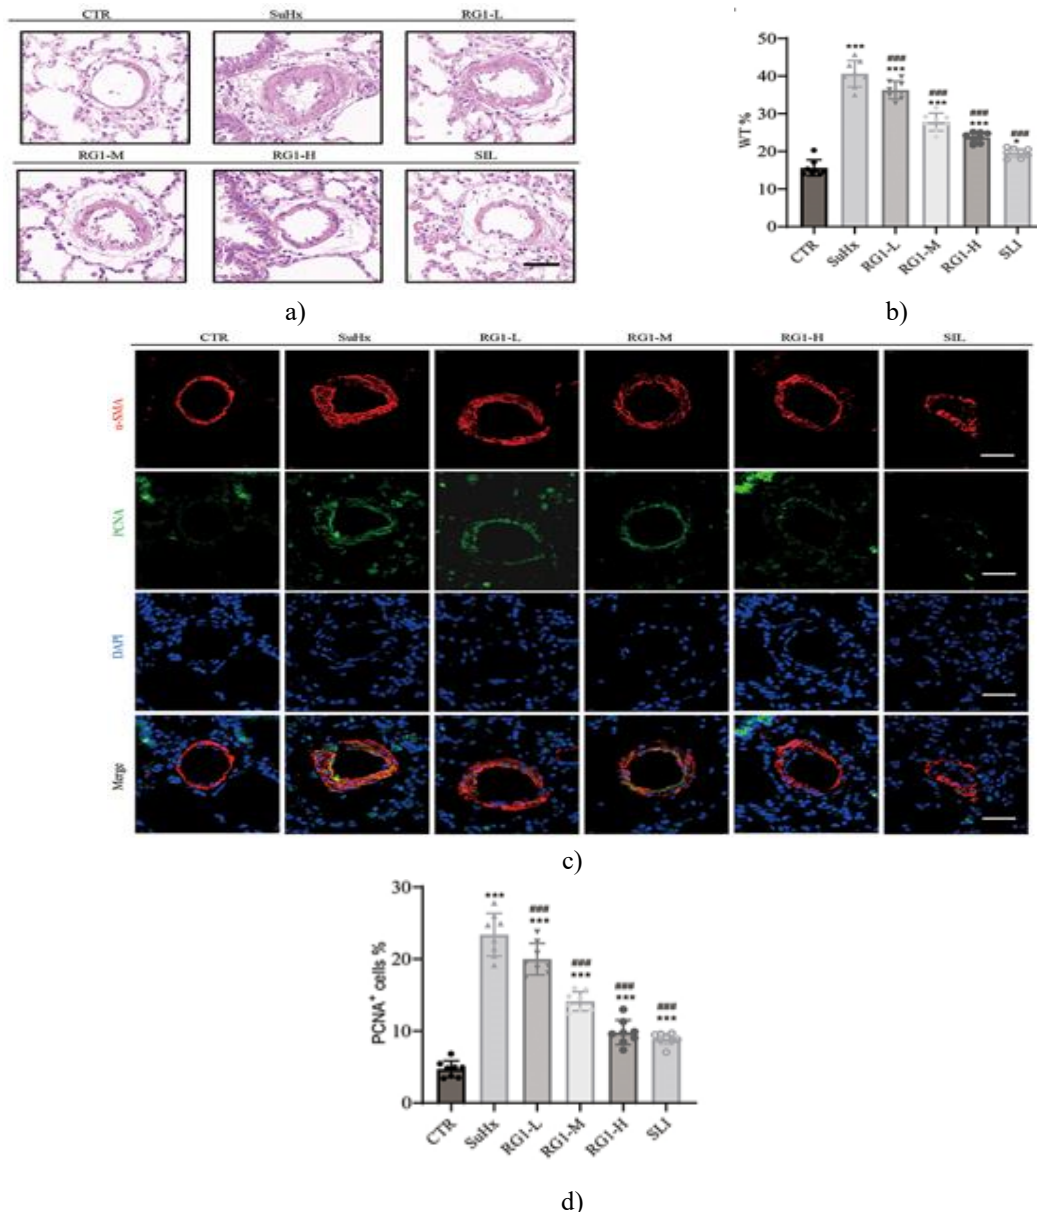 CTR SuHx RG1-L
RG1-M RG1-H SIL
a)
WT %
50
40
30
20
10
0
***
###
***
###
***
###
***
###
*
CTR SuHx RG1-L RG1-M RG1-H SLI
b)
CTR SuHx RG1-L RG1-M RG1-H SIL
α-SMA
PCNA
DAPI
Merge
c)
PCNA⁺ cells %
30
20
10
0
***
###
***
###
***
###
***
###
***
CTR SuHx RG1-L RG1-M RG1-H SLI
d)